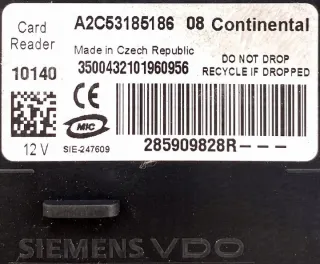 Card Reader
A2C53185186 08 Continental
Made in Czech Republic
10140
3500432101960956
DO NOT DROP
RECYCLE IF DROPPED
CE
MIC
12 V
SIE-247609
285909828R---
SIEMENS VDO